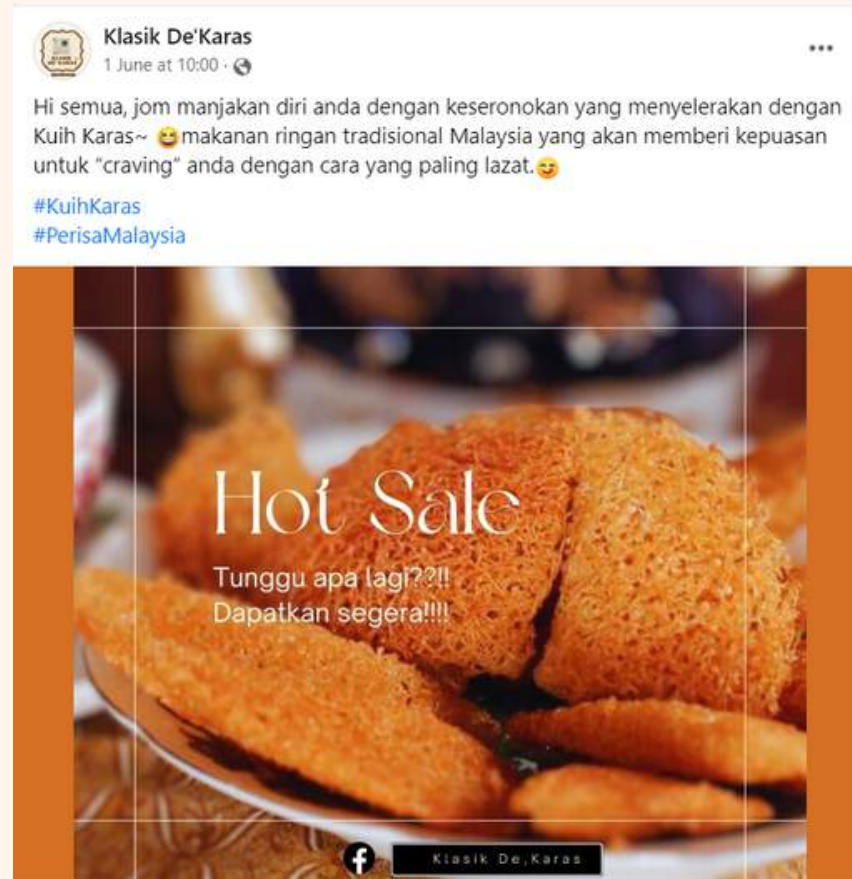 Klasik De'Karas
1 June at 10:00 ·
Hi semua, jom manjakan diri anda dengan keseronokan yang menyelerakan dengan
Kuih Karas~ 😆makanan ringan tradisional Malaysia yang akan memberi kepuasan
untuk "craving" anda dengan cara yang paling lazat.😋
#KuihKaras
#PerisaMalaysia
Hot Sale
Tunggu apa lagi??!!
Dapatkan segera!!!!
Klasik De,Karas